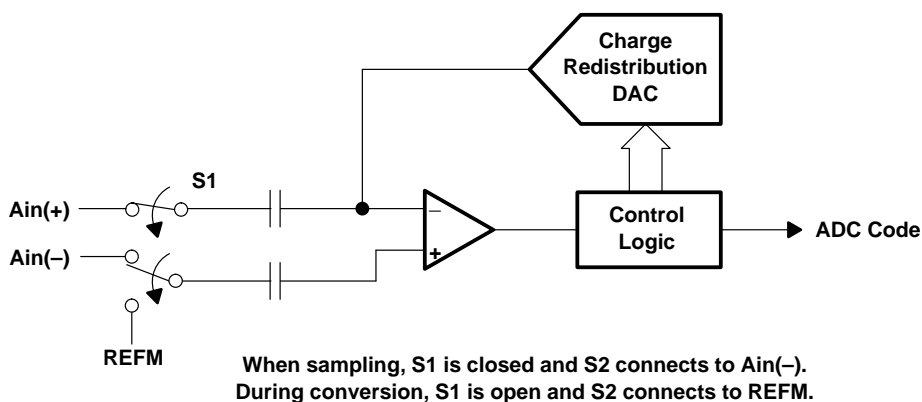 Charge
Redistribution
DAC
S1
Ain(+)
−
Control
Logic
ADC Code
Ain(−)
+
REFM
When sampling, S1 is closed and S2 connects to Ain(−).
During conversion, S1 is open and S2 connects to REFM.